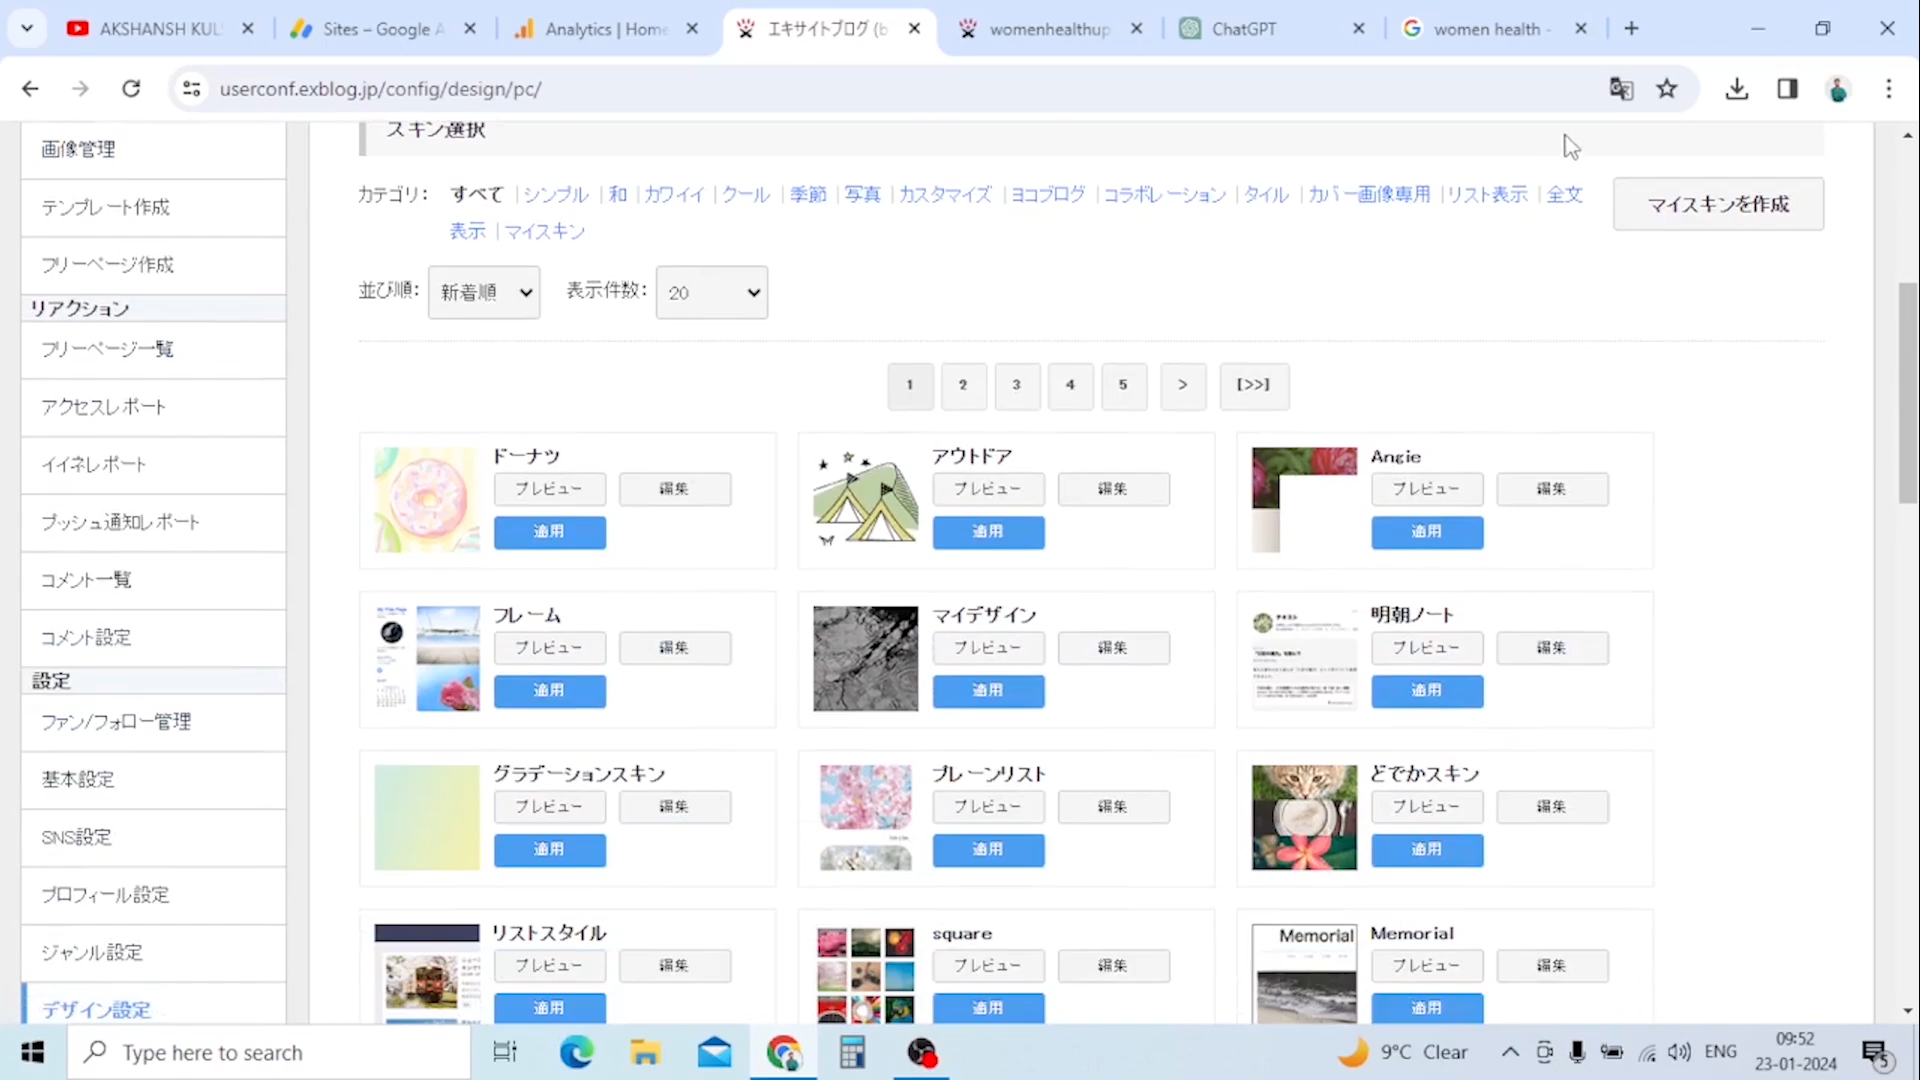 AKSHANSH KUL
Sites – Google A
Analytics | Home
エキサイトブログ (b
womenhealthup
ChatGPT
women health -
userconf.exblog.jp/config/design/pc/
画像管理
テンプレート作成
フリーページ作成
リアクション
フリーページ一覧
アクセスレポート
イイネレポート
プッシュ通知レポート
コメント一覧
コメント設定
設定
ファン/フォロー管理
基本設定
SNS設定
プロフィール設定
ジャンル設定
デザイン設定
スキン選択
カテゴリ: すべて | シンプル | 和 | カワイイ | クール | 季節 | 写真 | カスタマイズ | ヨコブログ | コラボレーション | タイル | カバー画像専用 | リスト表示 | 全文
表示 | マイスキン
マイスキンを作成
並び順: 新着順 表示件数: 20
1 2 3 4 5 > [>>]
ドーナツ
プレビュー 編集
適用
アウトドア
プレビュー 編集
適用
Angie
プレビュー 編集
適用
フレーム
プレビュー 編集
適用
マイデザイン
プレビュー 編集
適用
明朝ノート
プレビュー 編集
適用
グラデーションスキン
プレビュー 編集
適用
プレーンリスト
プレビュー 編集
適用
どでかスキン
プレビュー 編集
適用
リストスタイル
プレビュー 編集
適用
square
プレビュー 編集
適用
Memorial
Memorial
プレビュー 編集
適用
Type here to search
9°C Clear
ENG
09:52
23-01-2024
5